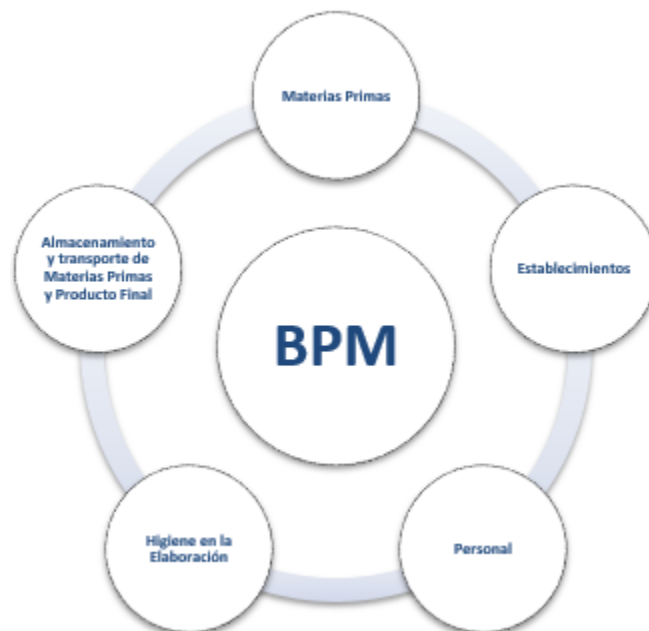 Materias Primas
Establecimientos
Personal
Higiene en la
Elaboración
Almacenamiento
y transporte de
Materias Primas
y Producto Final
BPM